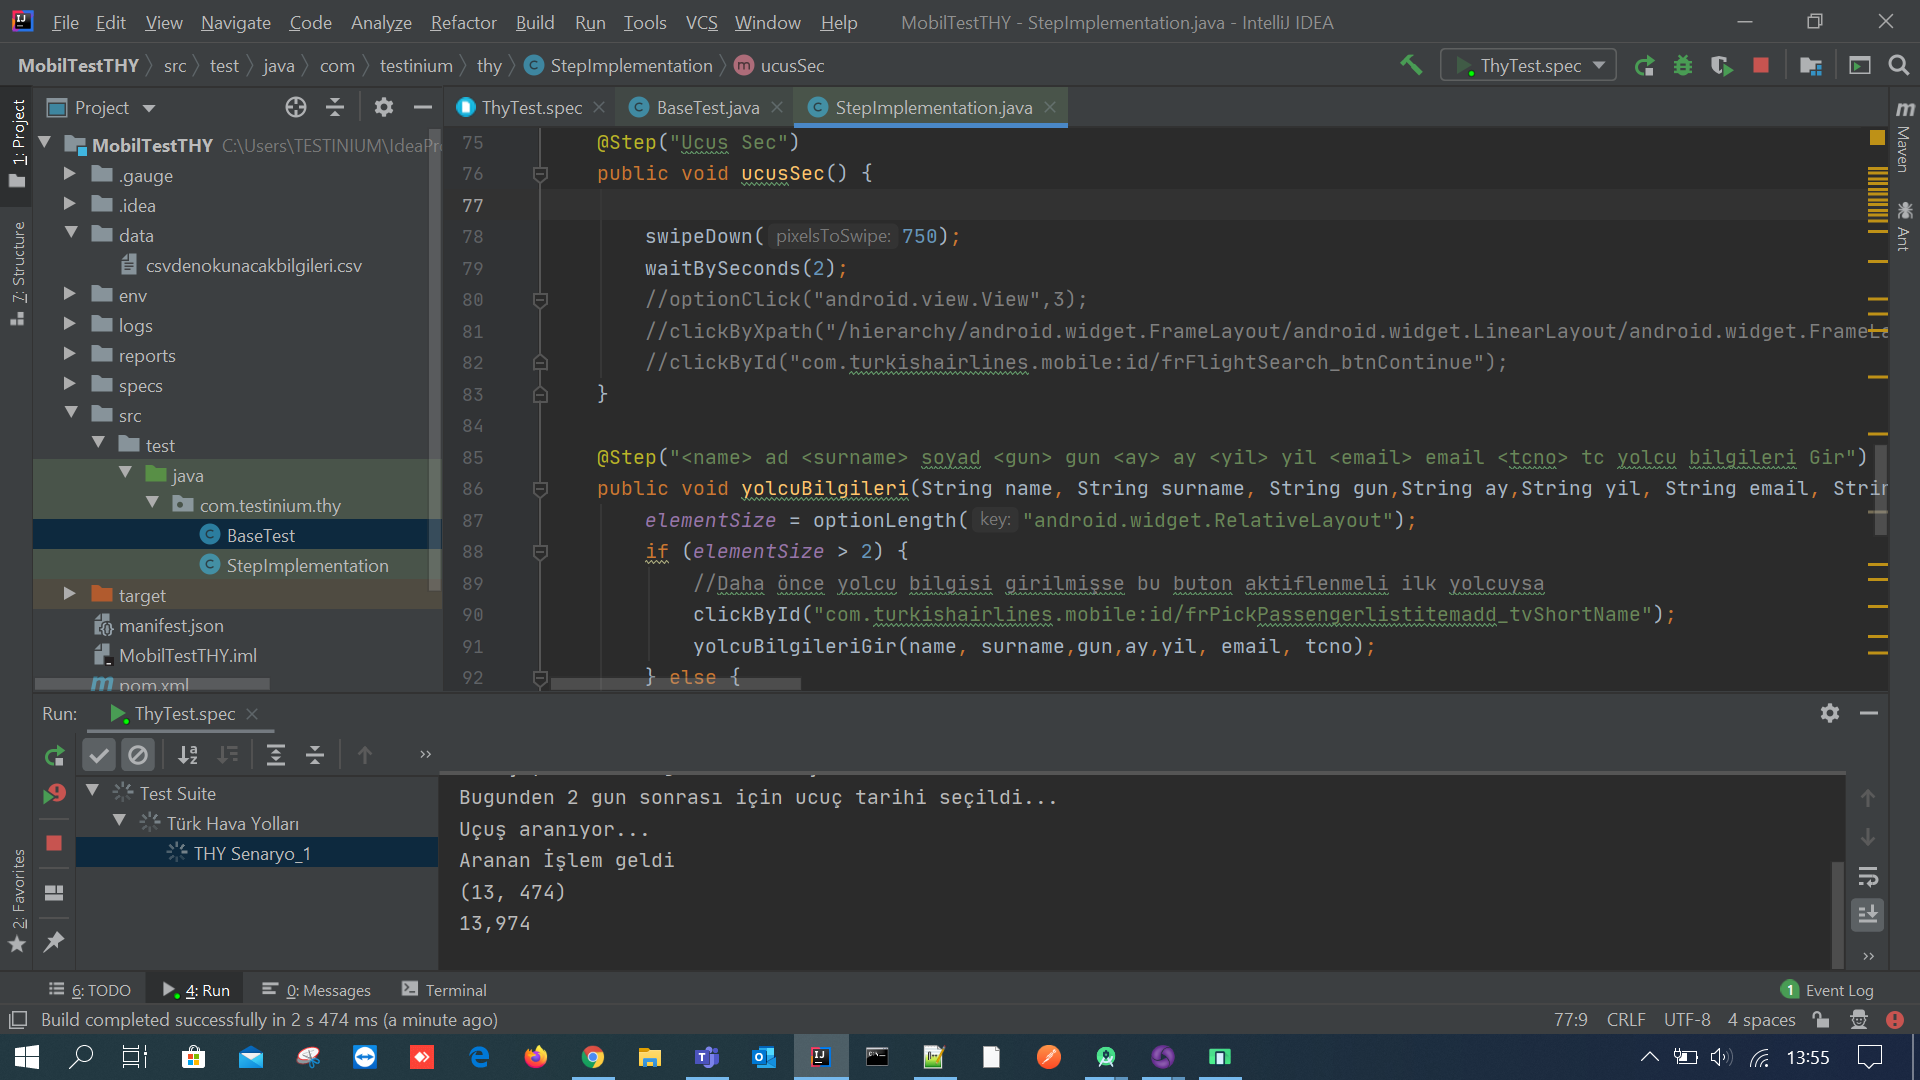 File Edit View Navigate Code Analyze Refactor Build Run Tools VCS Window Help MobilTestTHY - StepImplementation.java - IntelliJ IDEA
MobilTestTHY src test java com testinium thy StepImplementation ucusSec ThyTest.spec
1: Project
7: Structure
2: Favorites
Project
MobilTestTHY C:\Users\TESTINIUM\IdeaPr
.gauge
.idea
data
csvdenokunacakbilgileri.csv
env
logs
reports
specs
src
test
java
com.testinium.thy
BaseTest
StepImplementation
target
manifest.json
MobilTestTHY.iml
pom.xml
ThyTest.spec BaseTest.java StepImplementation.java
75 @Step("Ucus Sec")
76 public void ucusSec() {
77
78 swipeDown( pixelsToSwipe: 750);
79 waitBySeconds(2);
80 //optionClick("android.view.View",3);
81 //clickByXpath("/hierarchy/android.widget.FrameLayout/android.widget.LinearLayout/android.widget.FrameLa
82 //clickById("com.turkishairlines.mobile:id/frFlightSearch_btnContinue");
83 }
84
85 @Step("<name> ad <surname> soyad <gun> gun <ay> ay <yil> yil <email> email <tcno> tc yolcu bilgileri Gir")
86 public void yolcuBilgileri(String name, String surname, String gun,String ay,String yil, String email, Strin
87 elementSize = optionLength( key: "android.widget.RelativeLayout");
88 if (elementSize > 2) {
89 //Daha önce yolcu bilgisi girilmişse bu buton aktiflenmeli ilk yolcuysa
90 clickById("com.turkishairlines.mobile:id/frPickPassengerlistitemadd_tvShortName");
91 yolcuBilgileriGir(name, surname,gun,ay,yil, email, tcno);
92 } else {
Maven
Ant
Run: ThyTest.spec
Test Suite
Türk Hava Yolları
THY Senaryo_1
Bugunden 2 gun sonrası için ucuç tarihi seçildi...
Uçuş aranıyor...
Aranan İşlem geldi
(13, 474)
13,974
6: TODO 4: Run 0: Messages Terminal 1 Event Log
Build completed successfully in 2 s 474 ms (a minute ago) 77:9 CRLF UTF-8 4 spaces
13:55